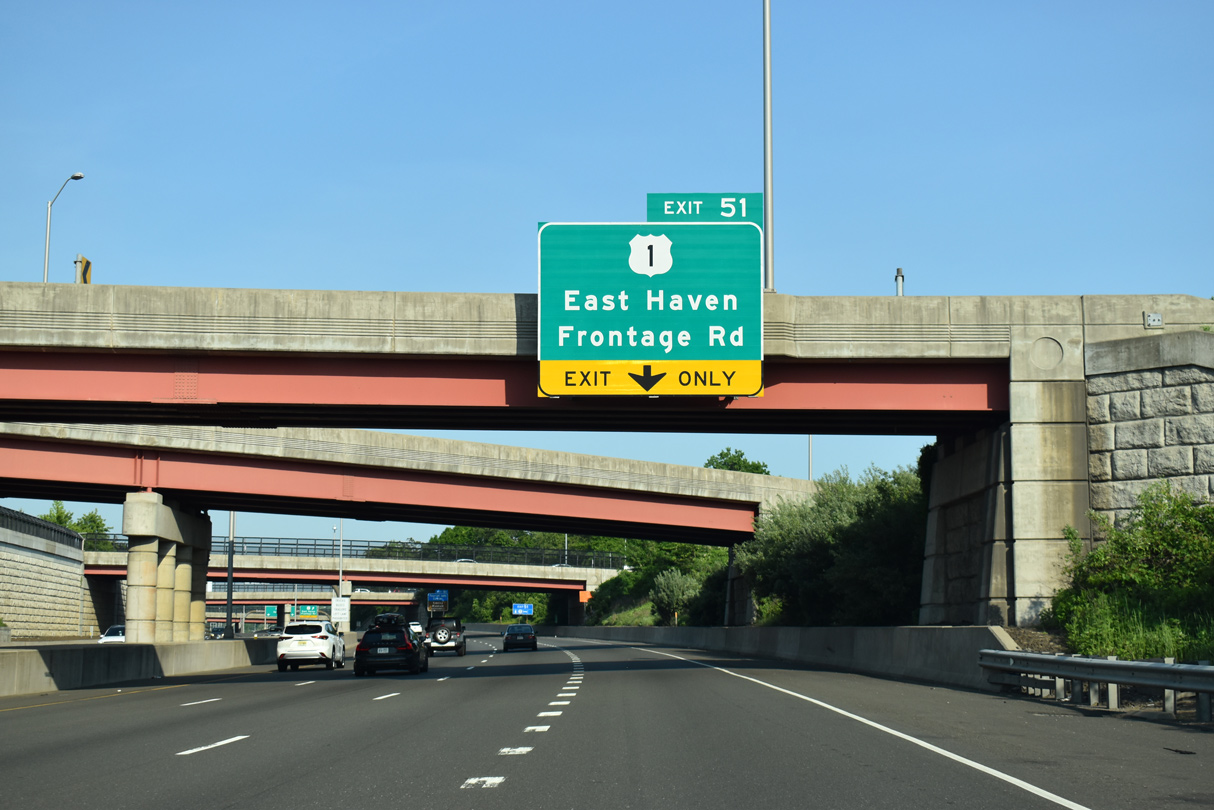 EXIT 51
1
East Haven
Frontage Rd
EXIT ONLY